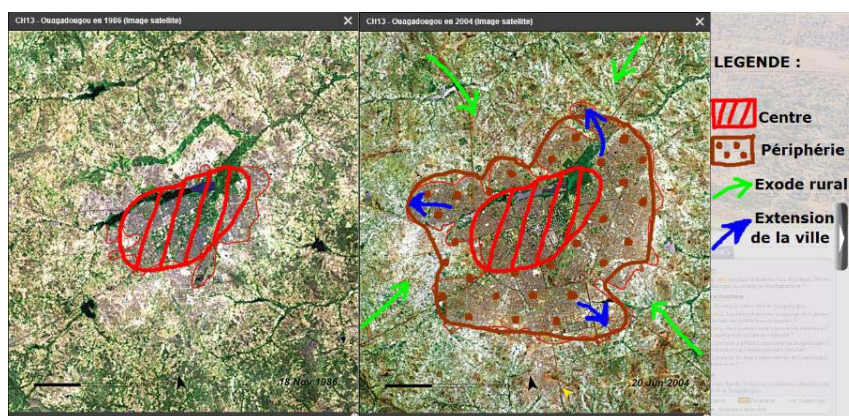 CH13 - Ouagadougou en 1986 (Image satellite)
18 Nov 1986
CH13 - Ouagadougou en 2004 (Image satellite)
20 Jun 2004
LEGENDE :
Centre
Périphérie
Exode rural
Extension
de la ville